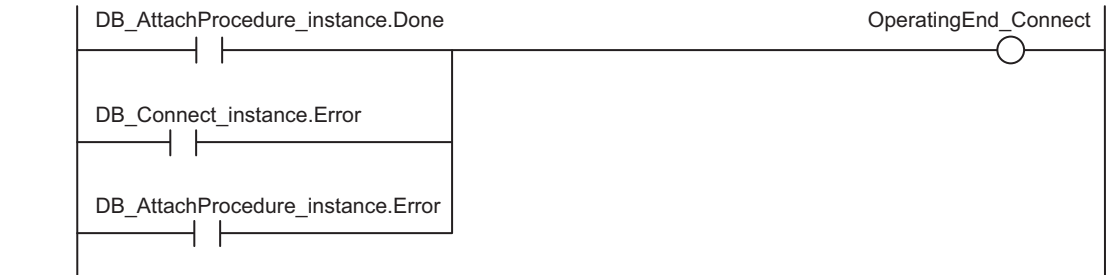 DB_AttachProcedure_instance.Done
OperatingEnd_Connect
DB_Connect_instance.Error
DB_AttachProcedure_instance.Error